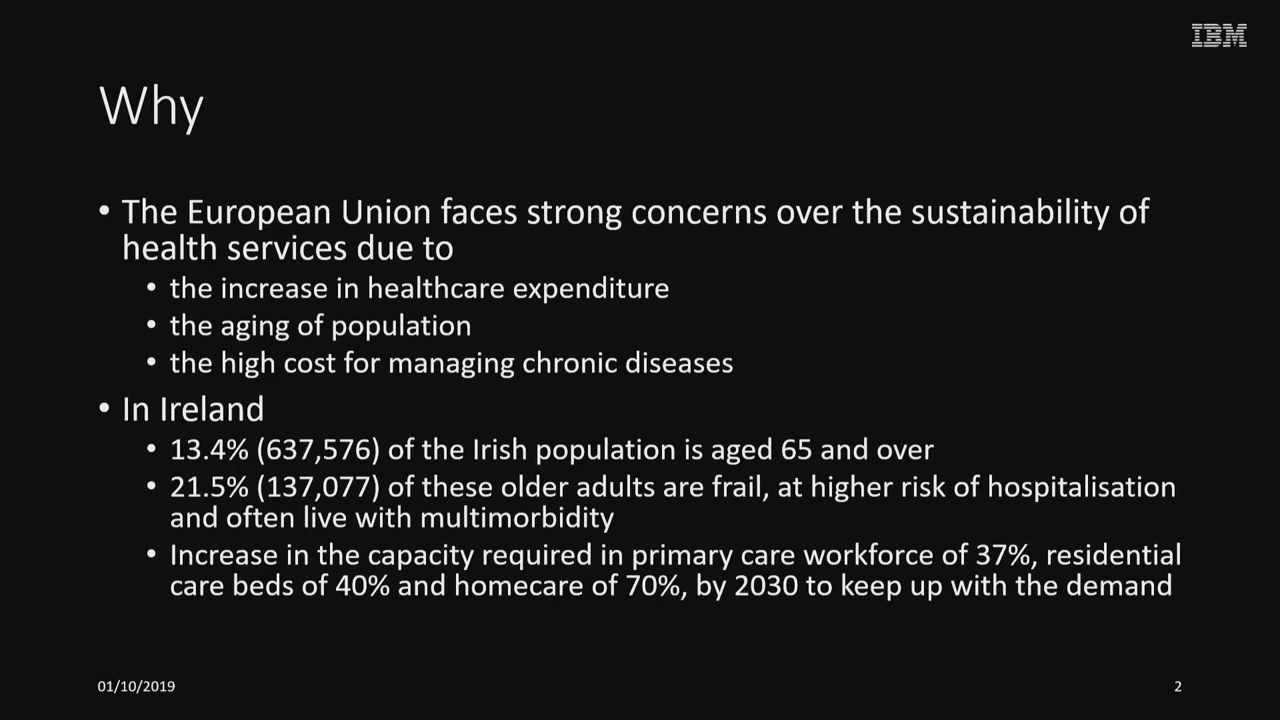 IBM
Why
• The European Union faces strong concerns over the sustainability of
health services due to
• the increase in healthcare expenditure
• the aging of population
• the high cost for managing chronic diseases
• In Ireland
• 13.4% (637,576) of the Irish population is aged 65 and over
• 21.5% (137,077) of these older adults are frail, at higher risk of hospitalisation
and often live with multimorbidity
• Increase in the capacity required in primary care workforce of 37%, residential
care beds of 40% and homecare of 70%, by 2030 to keep up with the demand
01/10/2019
2